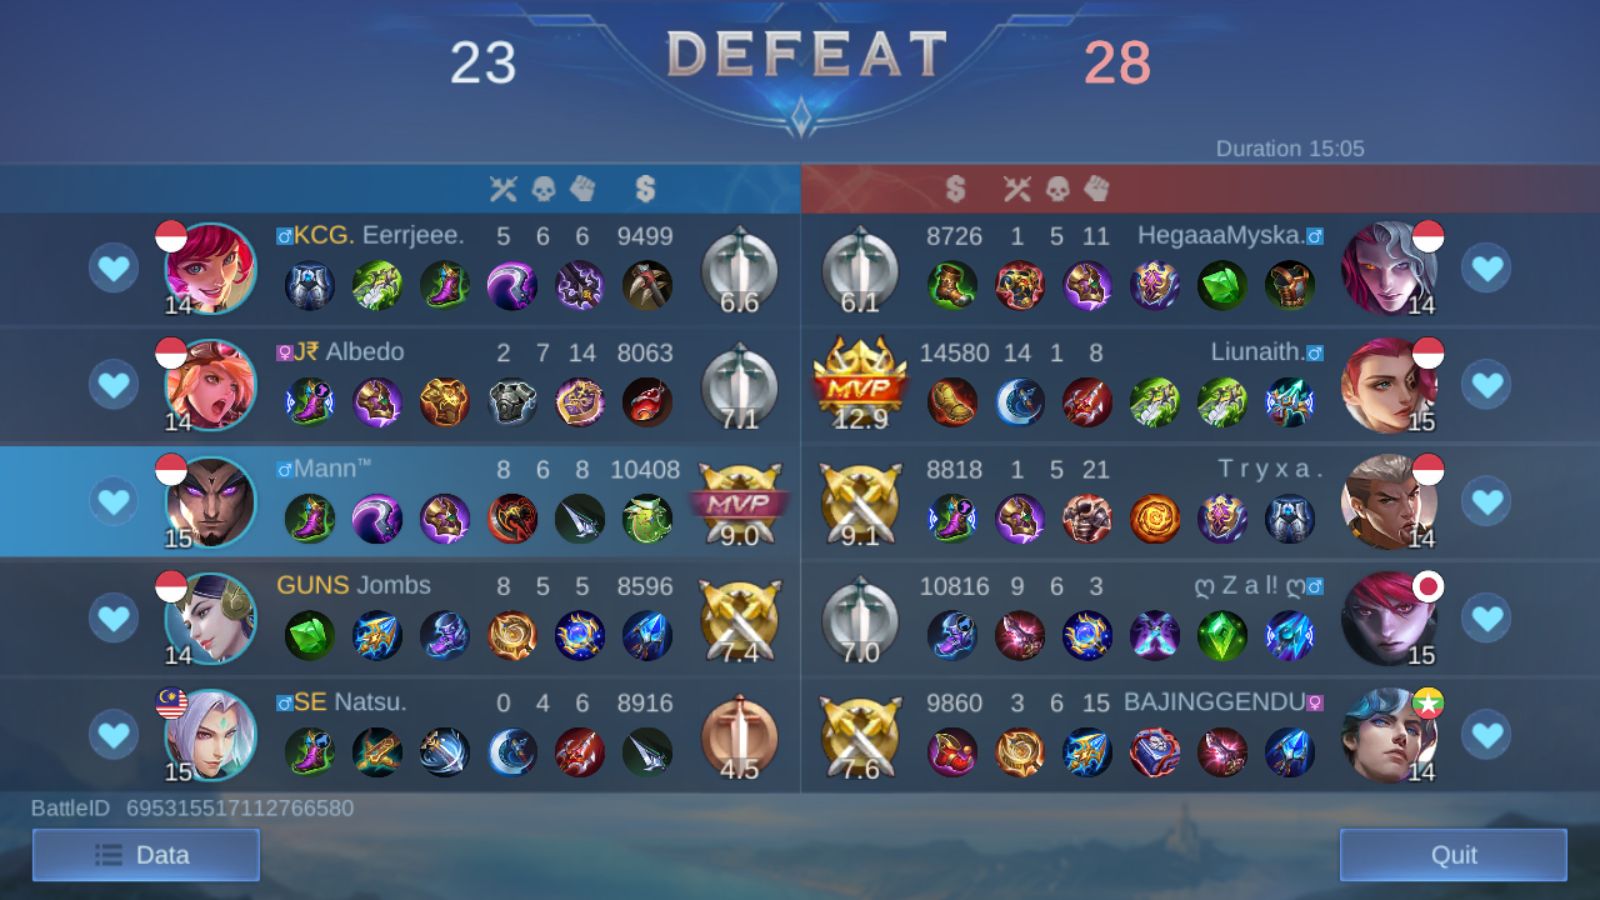 23 DEFEAT 28
Duration 15:05
KCG. Eerrjeee. 5 6 6 9499
14 6.6
J₹ Albedo 2 7 14 8063
14 7.1
Mann™ 8 6 8 10408
MVP
15 9.0
GUNS Jombs 8 5 5 8596
14 7.4
SE Natsu. 0 4 6 8916
15 4.5
8726 1 5 11 HegaaaMyska.
6.1 14
14580 14 1 8 Liunaith.
MVP
12.9 15
8818 1 5 21 T r y x a .
9.1 14
10816 9 6 3 ღ Z a l! ღ
7.0 15
9860 3 6 15 BAJINGGENDU
7.6 14
BattleID 695315517112766580
Data
Quit